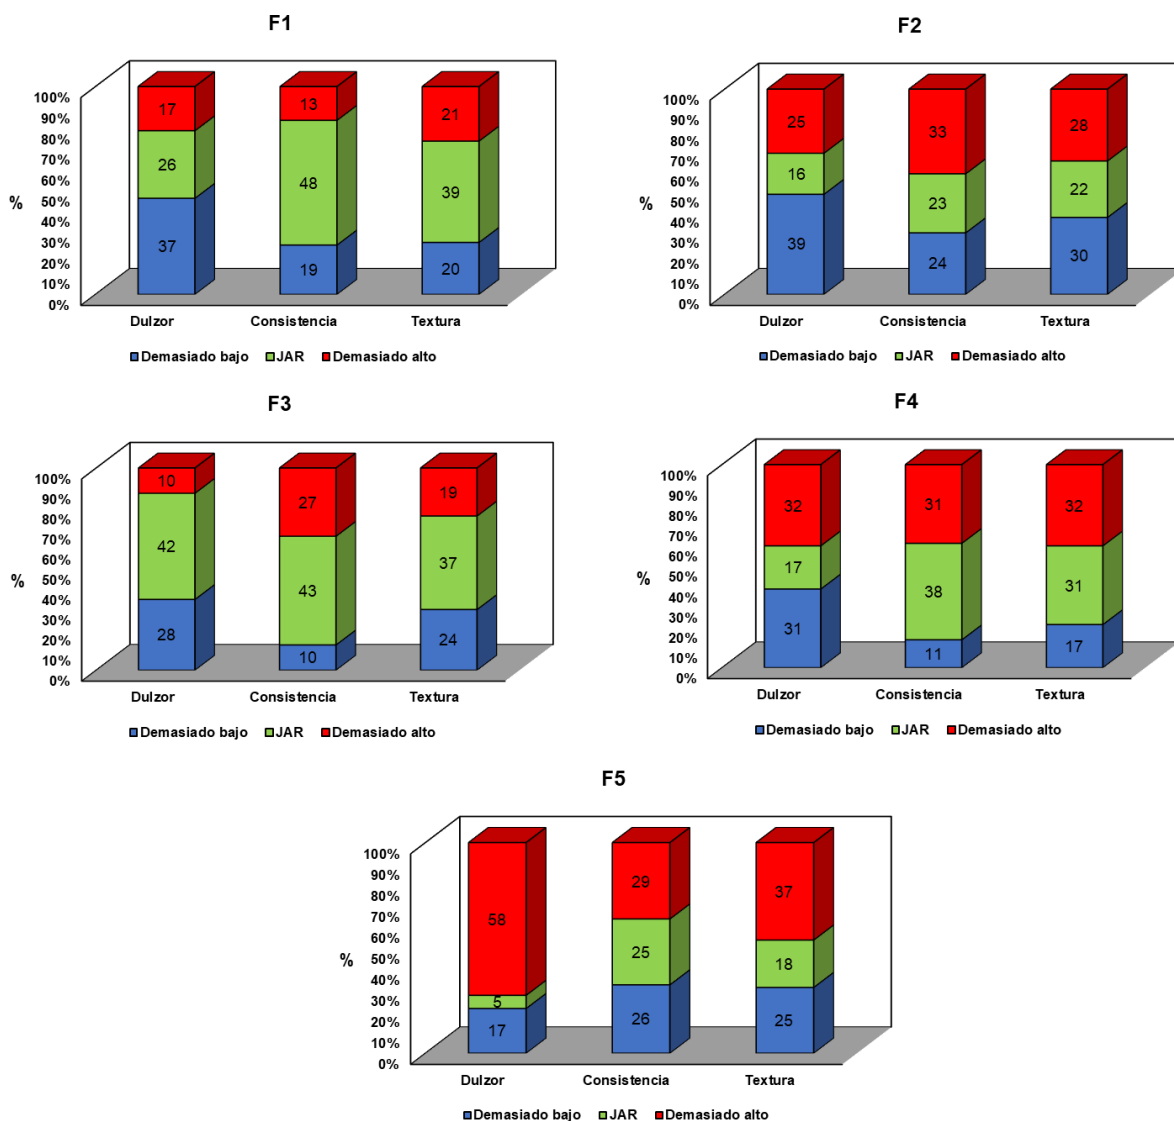 F1
100%
90%
80%
70%
60%
50%
40%
30%
20%
10%
0%
%
17 13 21
26 48 39
37 19 20
Dulzor Consistencia Textura
Demasiado bajo JAR Demasiado alto
F2
100%
90%
80%
70%
60%
50%
40%
30%
20%
10%
0%
%
25 33 28
16 23 22
39 24 30
Dulzor Consistencia Textura
Demasiado bajo JAR Demasiado alto
F3
100%
90%
80%
70%
60%
50%
40%
30%
20%
10%
0%
%
10 27 19
42 43 37
28 10 24
Dulzor Consistencia Textura
Demasiado bajo JAR Demasiado alto
F4
100%
90%
80%
70%
60%
50%
40%
30%
20%
10%
0%
%
32 31 32
17 38 31
31 11 17
Dulzor Consistencia Textura
Demasiado bajo JAR Demasiado alto
F5
100%
90%
80%
70%
60%
50%
40%
30%
20%
10%
0%
%
58 29 37
5 25 18
17 26 25
Dulzor Consistencia Textura
Demasiado bajo JAR Demasiado alto